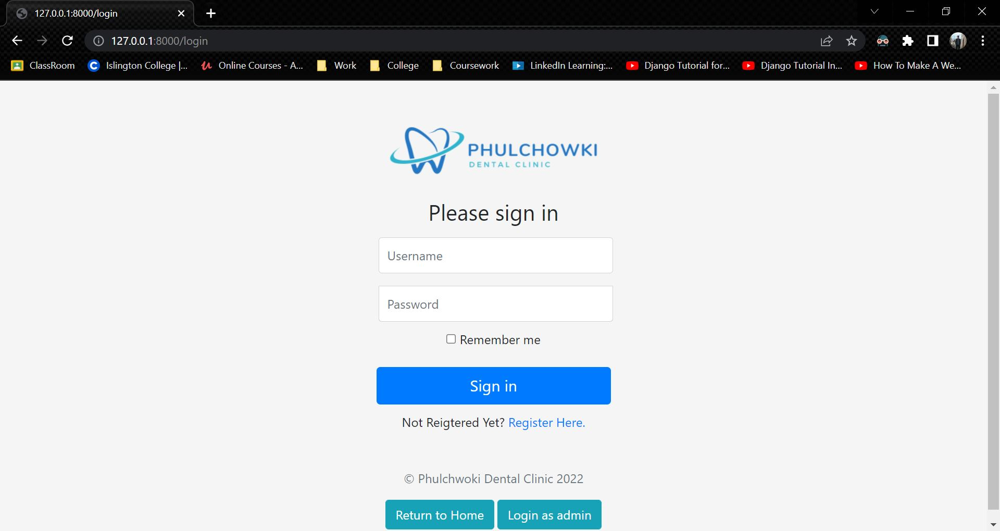 127.0.0.1:8000/login
127.0.0.1:8000/login
ClassRoom Islington College |... Online Courses - A... Work College Coursework LinkedIn Learning:... Django Tutorial for... Django Tutorial In... How To Make A We...
PHULCHOWKI
DENTAL CLINIC
Please sign in
Username
Password
Remember me
Sign in
Not Reigtered Yet? Register Here.
© Phulchwoki Dental Clinic 2022
Return to Home Login as admin